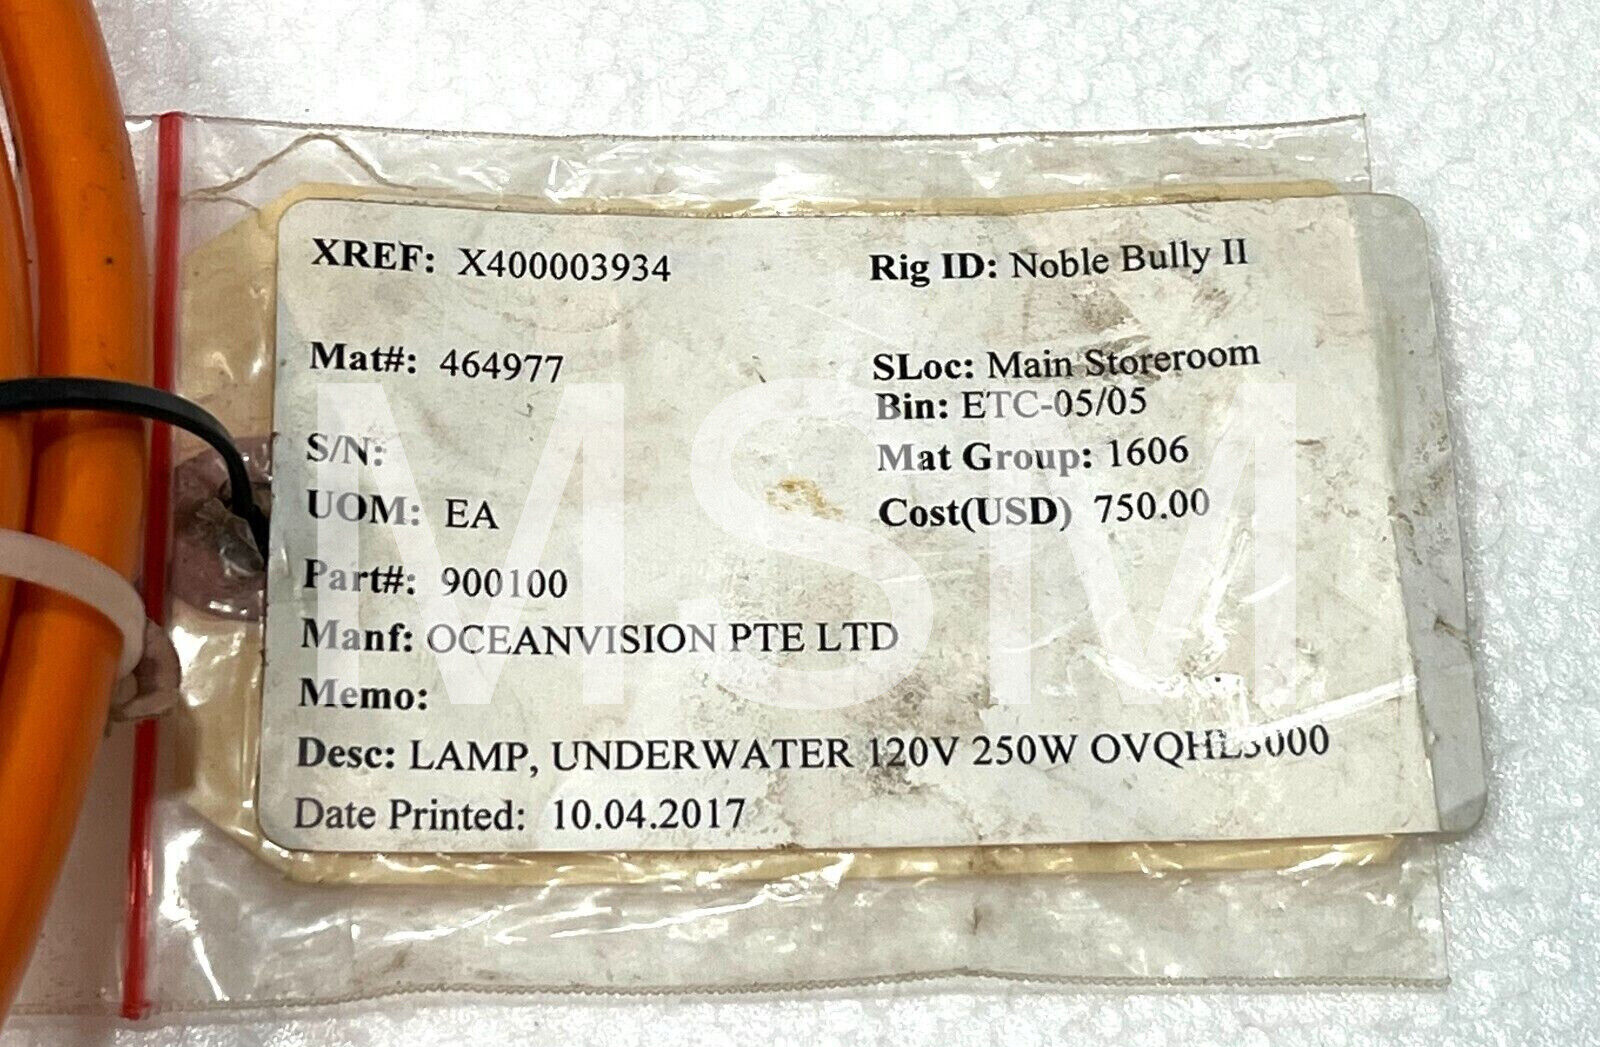 XREF: X400003934 Rig ID: Noble Bully II
Mat#: 464977 SLoc: Main Storeroom
Bin: ETC-05/05
S/N: Mat Group: 1606
UOM: EA Cost(USD) 750.00
Part#: 900100
Manf: OCEANVISION PTE LTD
Memo:
Desc: LAMP, UNDERWATER 120V 250W
Date Printed: 10.04.2017
MSM